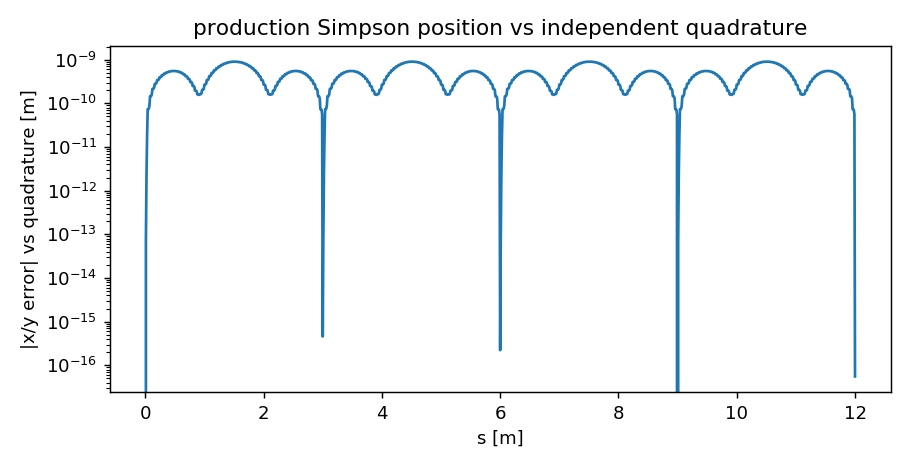 production Simpson position vs independent quadrature
|x/y error| vs quadrature [m]
10⁻⁹
10⁻¹⁰
10⁻¹¹
10⁻¹²
10⁻¹³
10⁻¹⁴
10⁻¹⁵
10⁻¹⁶
0 2 4 6 8 10 12
s [m]